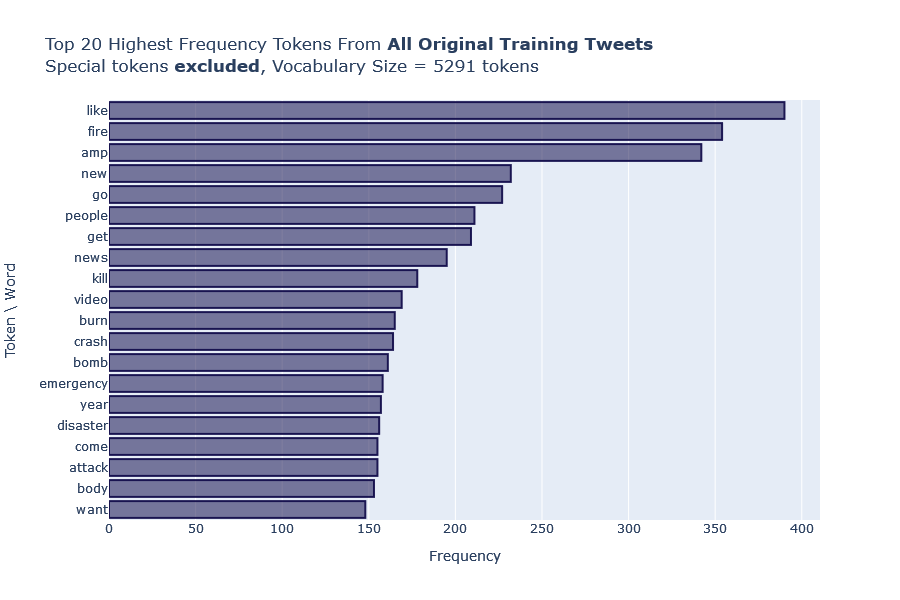 Top 20 Highest Frequency Tokens From All Original Training Tweets
Special tokens excluded, Vocabulary Size = 5291 tokens
Token \ Word
like
fire
amp
new
go
people
get
news
kill
video
burn
crash
bomb
emergency
year
disaster
come
attack
body
want
0 50 100 150 200 250 300 350 400
Frequency